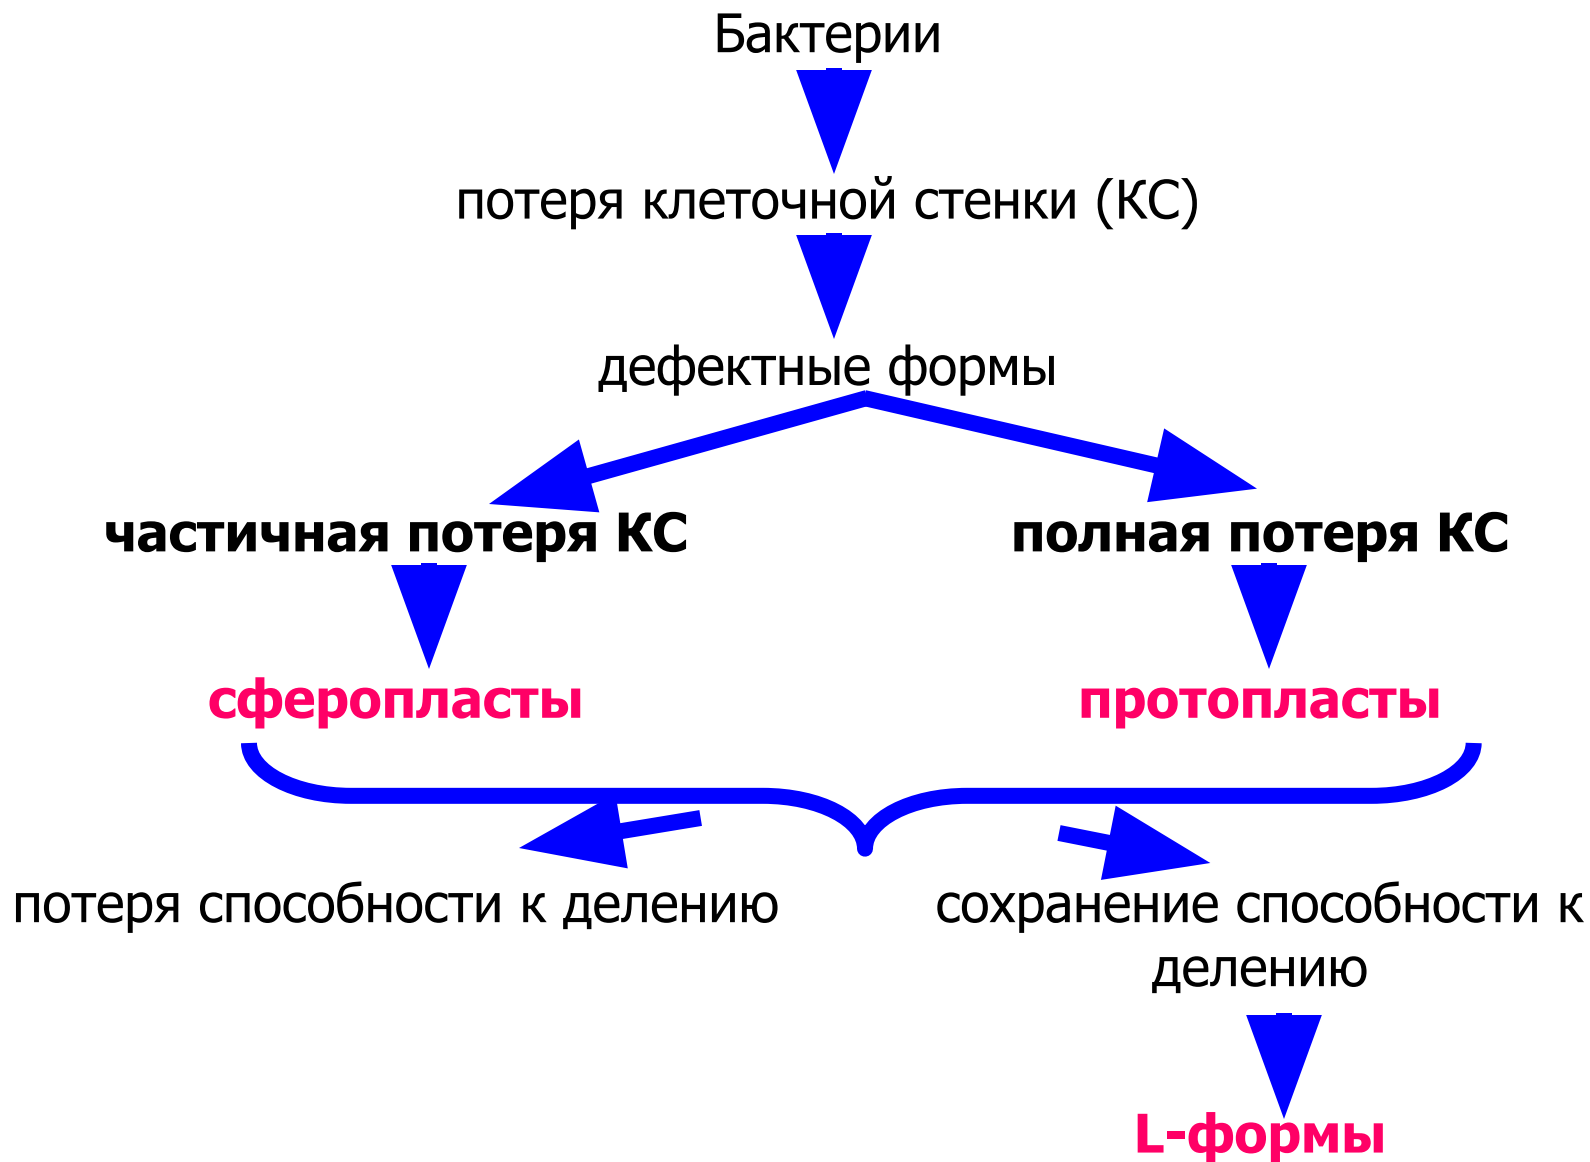 Бактерии
потеря клеточной стенки (КС)
дефектные формы
частичная потеря КС
полная потеря КС
сферопласты
протопласты
потеря способности к делению
сохранение способности к
делению
L-формы